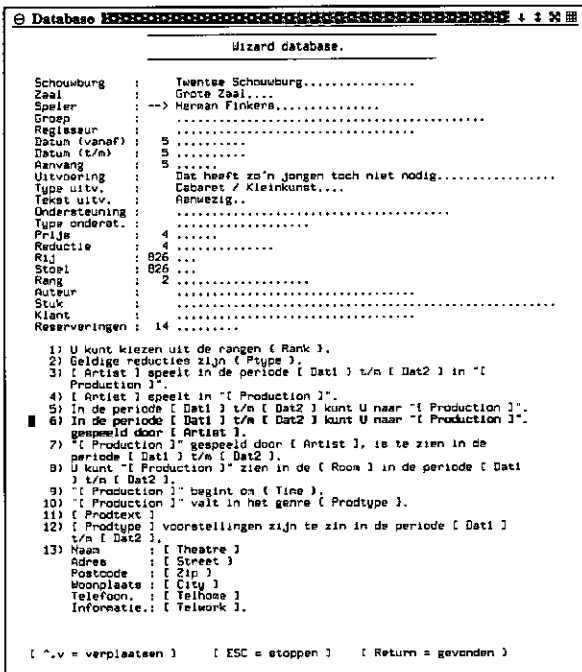 Database
Wizard database.
Schouwburg : Twentse Schouwburg................
Zaal : Grote Zaal....
Speler : --> Herman Finkers...............
Groep : .............................................
Regisseur : ...................................
Datum (vanaf) : 5 ..........
Datum (t/m) : 5 ..........
Aanvang : 5 ......
Uitvoering : Dat heeft zo'n jongen toch niet nodig.................
Type uitv. : Cabaret / Kleinkunst....
Tekst uitv. : Aanwezig..
Ondersteuning : ........................................
Type onderst. : ....................
Prijs : 4 ......
Reductie : 4 ..............
Rij : 826 ...
Stoel : 826 ...
Rang : 2 ....................
Auteur : ...................................
Stuk : ........................................................
Klant : ...................................
Reserveringen : 14 .........
1) U kunt kiezen uit de rangen { Rank }.
2) Geldige reducties zijn { Ptype }.
3) [ Artist ] speelt in de periode [ Dat1 ] t/m [ Dat2 ] in "[
Production ]".
4) [ Artist ] speelt in "[ Production ]".
5) In de periode [ Dat1 ] t/m [ Dat2 ] kunt U naar "[ Production ]".
6) In de periode [ Dat1 ] t/m [ Dat2 ] kunt U naar "[ Production ]".
gespeeld door [ Artist ].
7) "[ Production ]" gespeeld door { Artist ], is te zien in de
periode [ Dat1 ] t/m [ Dat2 ].
8) U kunt "[ Production ]" zien in de { Room ] in de periode [ Dat1
] t/m [ Dat2 ].
9) "[ Production ]" begint om { Time }.
10) "[ Production ]" valt in het genre { Prodtype ].
11) [ Prodtext ]
12) [ Prodtype ] voorstellingen zijn te zin in de periode [ Dat1 ]
t/m [ Dat2 ].
13) Naam : [ Theatre ]
Adres : [ Street ]
Postcode : [ Zip ]
Woonplaats : [ City ]
Telefoon. : [ Telhome ]
Informatie.: [ Telwork ].
[ ^.v = verplaatsen ] [ ESC = stoppen ] [ Return = gevonden ]